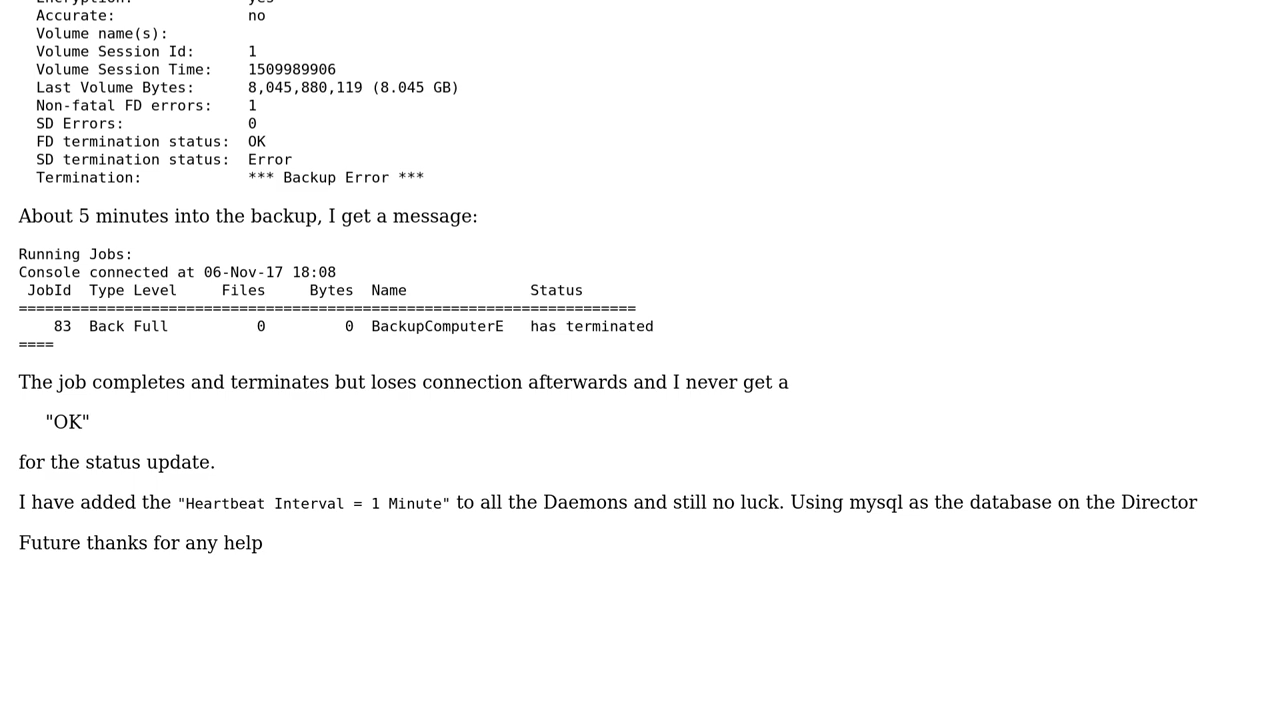 Encryption:             yes
Accurate:               no
Volume name(s):
Volume Session Id:      1
Volume Session Time:    1509989906
Last Volume Bytes:      8,045,880,119 (8.045 GB)
Non-fatal FD errors:    1
SD Errors:              0
FD termination status:  OK
SD termination status:  Error
Termination:            *** Backup Error ***
About 5 minutes into the backup, I get a message:
Running Jobs:
Console connected at 06-Nov-17 18:08
 JobId  Type Level     Files     Bytes  Name              Status
======================================================================
    83  Back Full          0         0  BackupComputerE   has terminated
====
The job completes and terminates but loses connection afterwards and I never get a
"OK"
for the status update.
I have added the "Heartbeat Interval = 1 Minute" to all the Daemons and still no luck. Using mysql as the database on the Director
Future thanks for any help